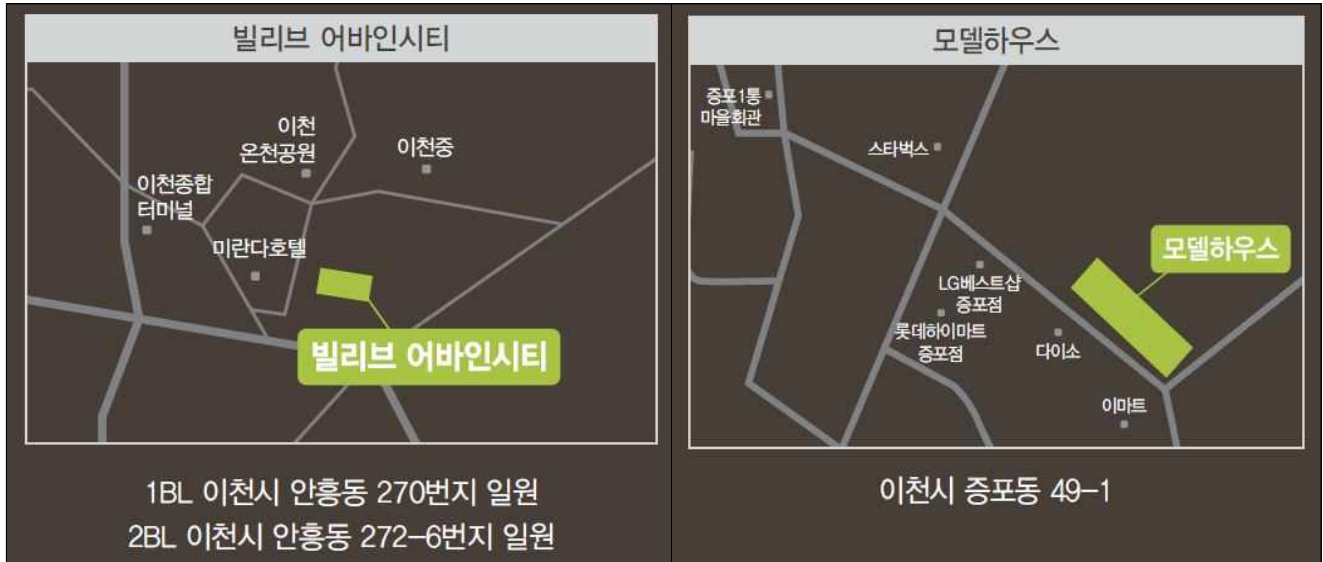 빌리브 어바인시티
이천
온천공원
이천중
이천종합
터미널
미란다호텔
빌리브 어바인시티
1BL 이천시 안흥동 270번지 일원
2BL 이천시 안흥동 272-6번지 일원
모델하우스
증포1통
마을회관
스타벅스
모델하우스
LG베스트샵
증포점
롯데하이마트
증포점
다이소
이마트
이천시 증포동 49-1